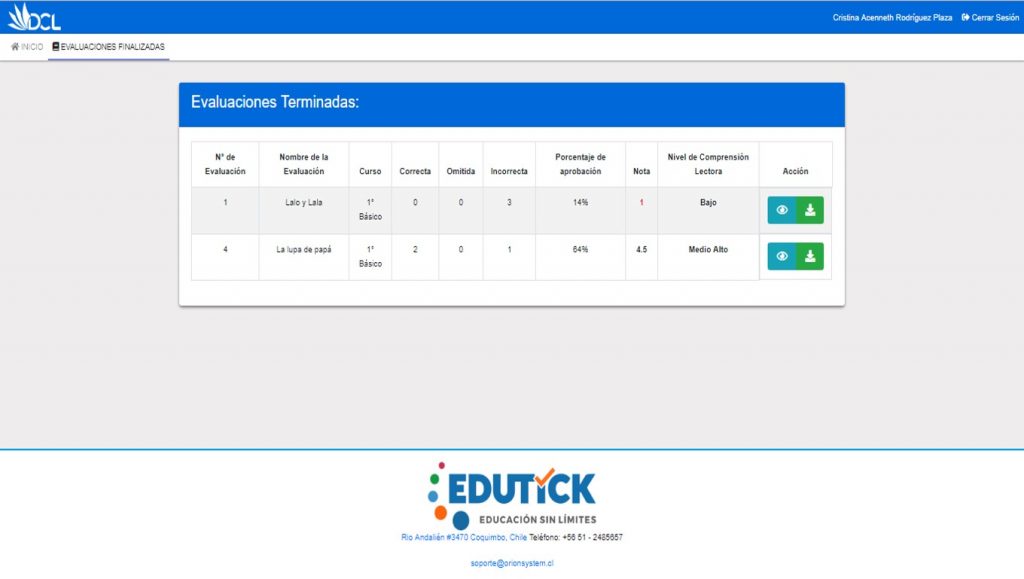 DCL
Cristina Acenneth Rodríguez Plaza Cerrar Sesión
INICIO EVALUACIONES FINALIZADAS
Evaluaciones Terminadas:
N° de Evaluación Nombre de la Evaluación Curso Correcta Omitida Incorrecta Porcentaje de aprobación Nota Nivel de Comprensión Lectora Acción
1 Lalo y Lala 1° Básico 0 0 3 14% 1 Bajo
4 La lupa de papá 1° Básico 2 0 1 64% 4.5 Medio Alto
EDUTICK
EDUCACIÓN SIN LÍMITES
Rio Andalién #3470 Coquimbo, Chile Teléfono: +56 51 - 2485657
soporte@orionsystem.cl